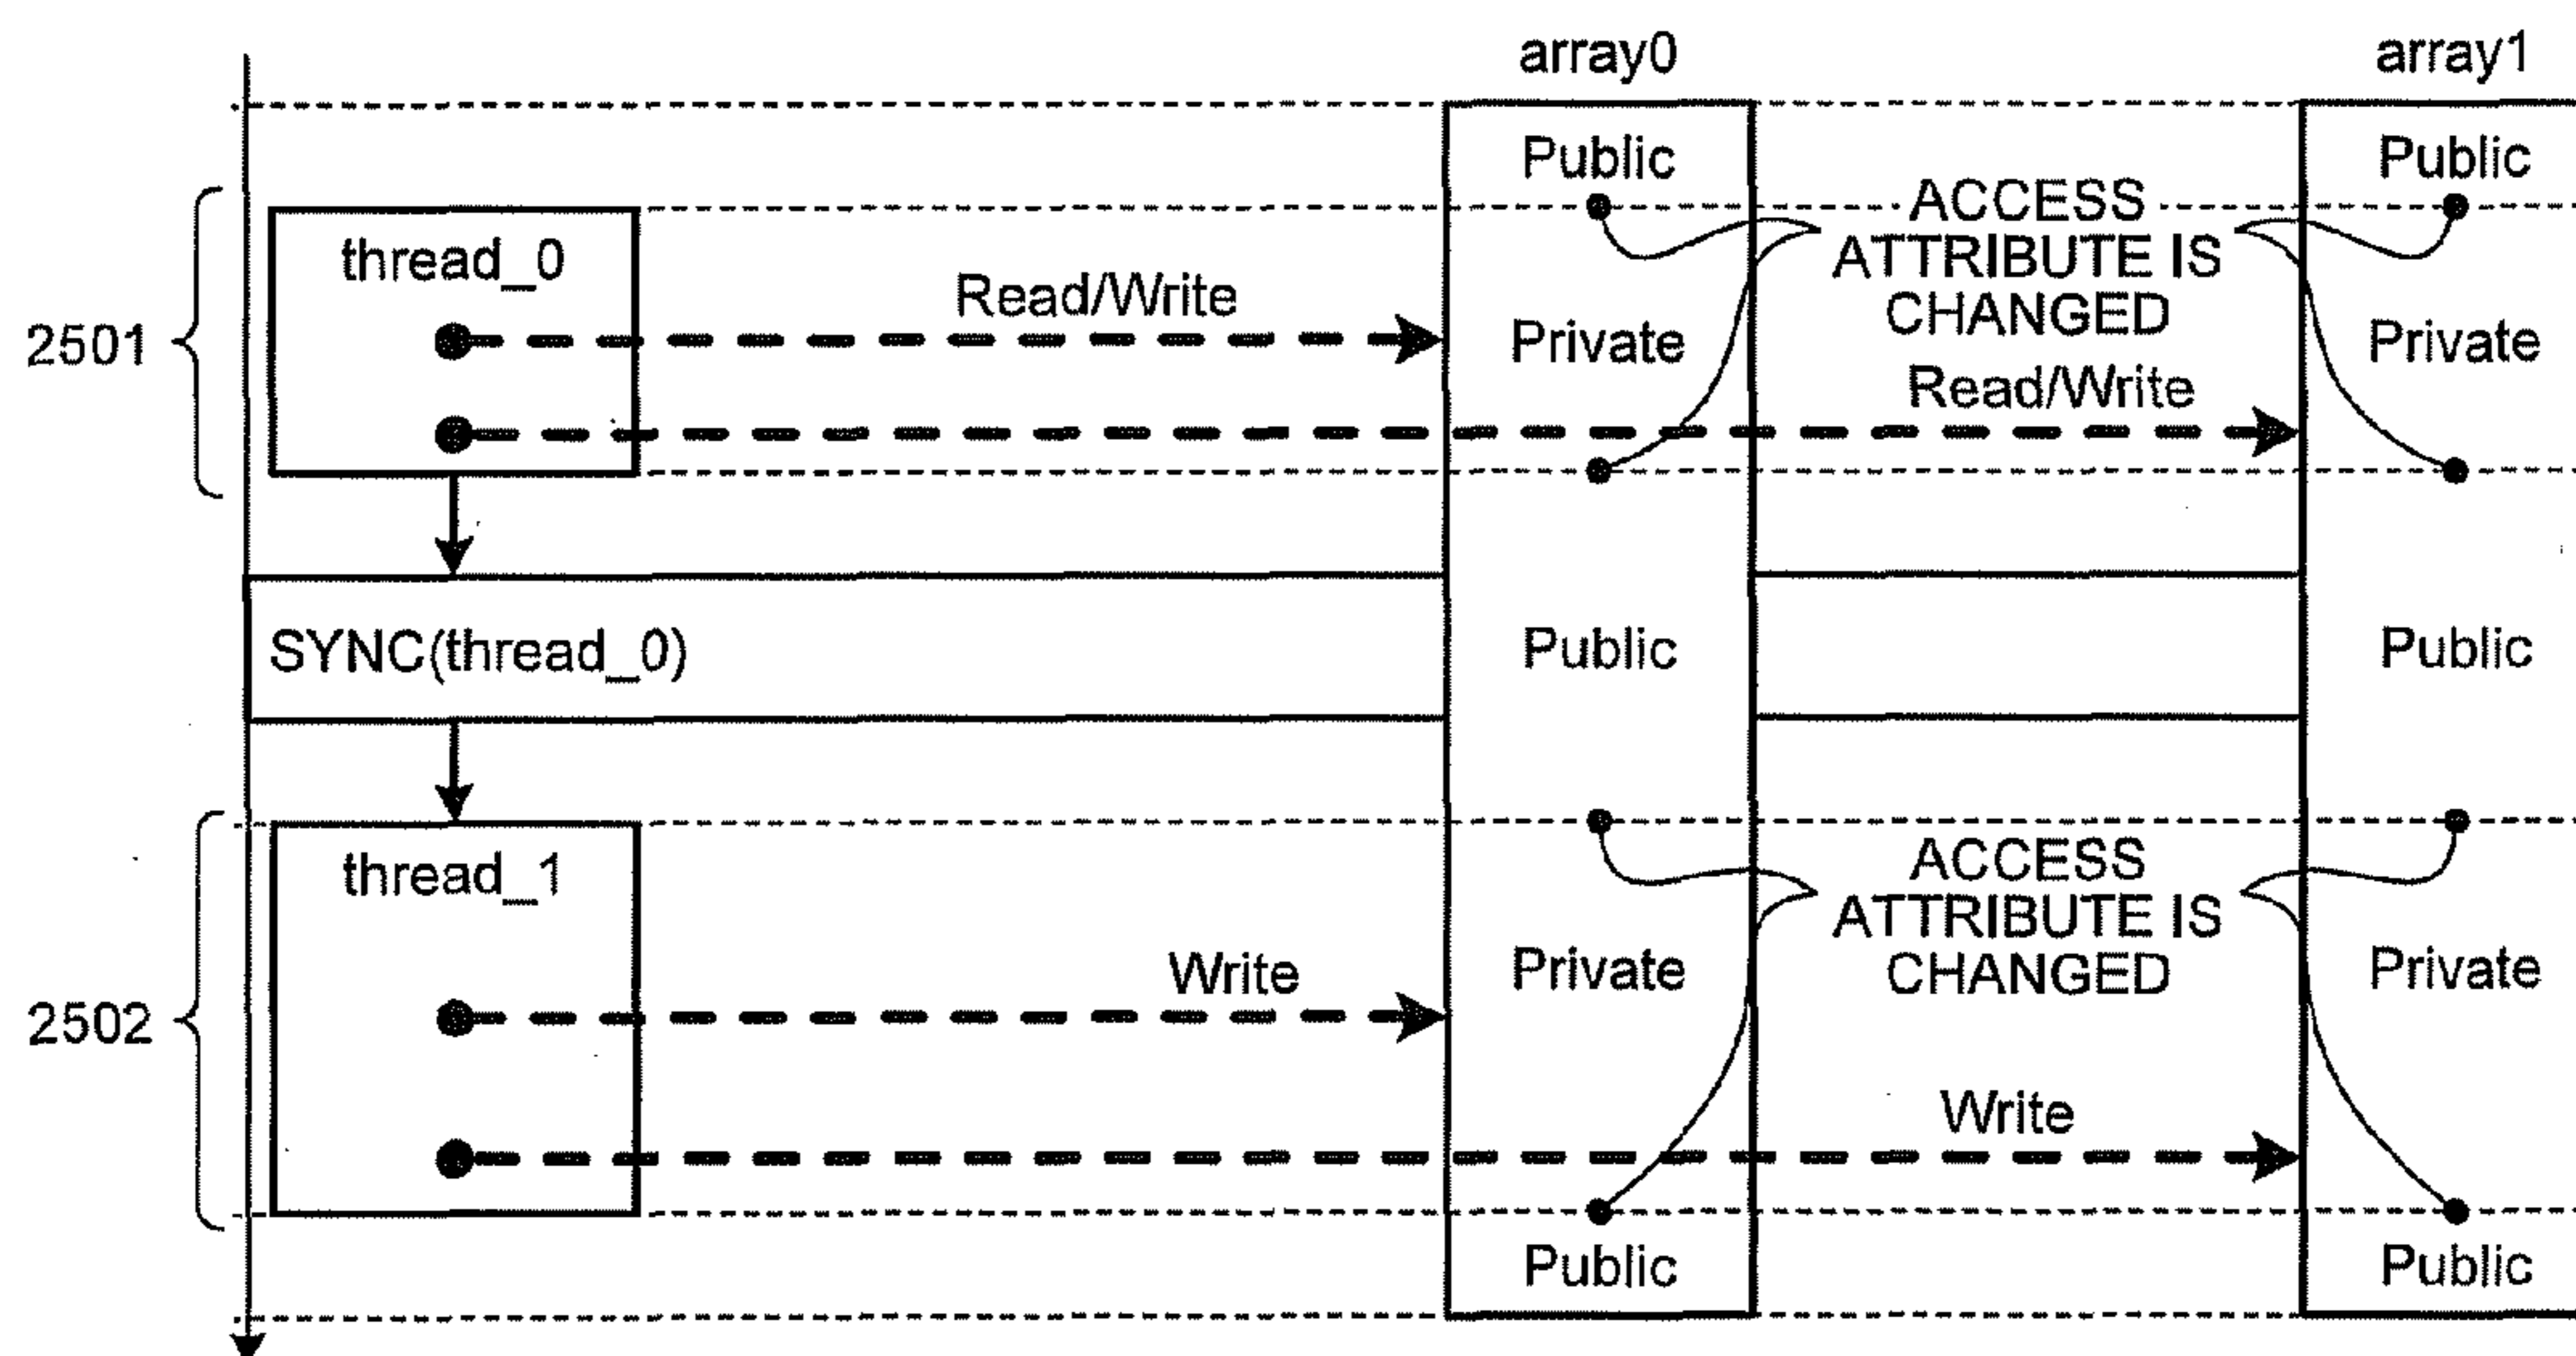 array0 array1
Public Public
ACCESS
ATTRIBUTE IS
CHANGED
thread_0
Read/Write
2501
Private Private
Read/Write
SYNC(thread_0)
Public Public
thread_1
ACCESS
ATTRIBUTE IS
CHANGED
Write
Private Private
2502
Write
Public Public